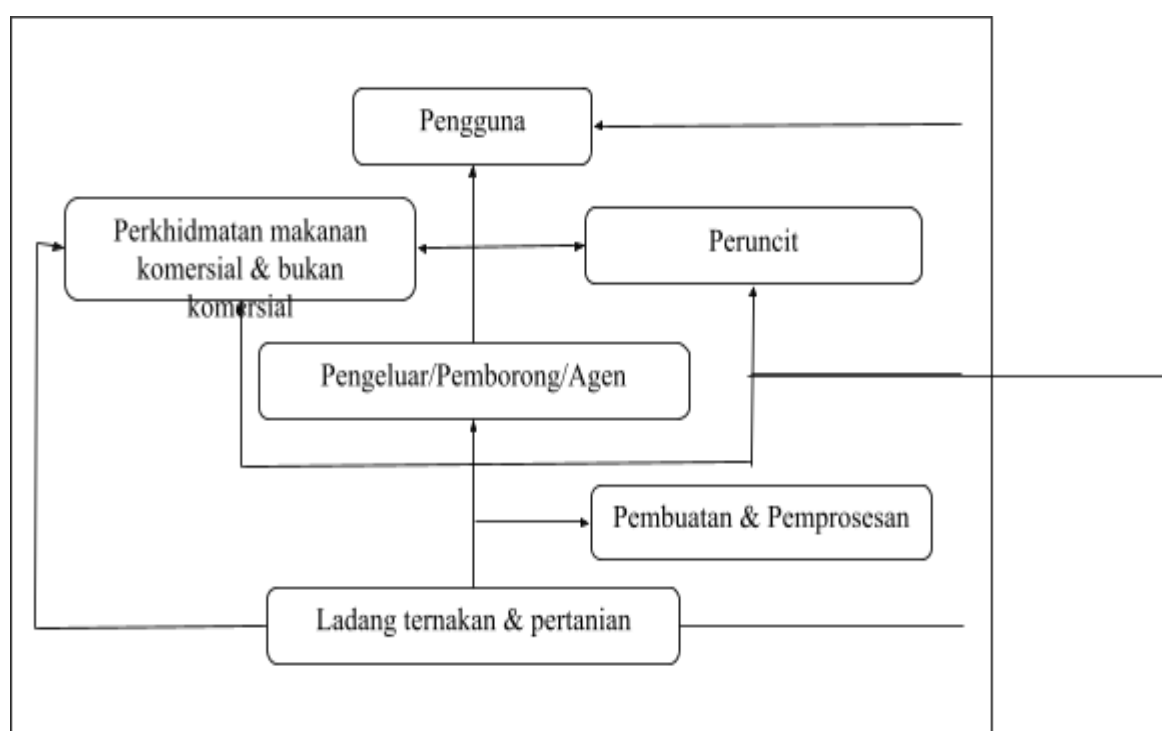 Pengguna
Perkhidmatan makanan
komersial & bukan
komersial
Peruncit
Pengeluar/Pemborong/Agen
Pembuatan & Pemprosesan
Ladang ternakan & pertanian